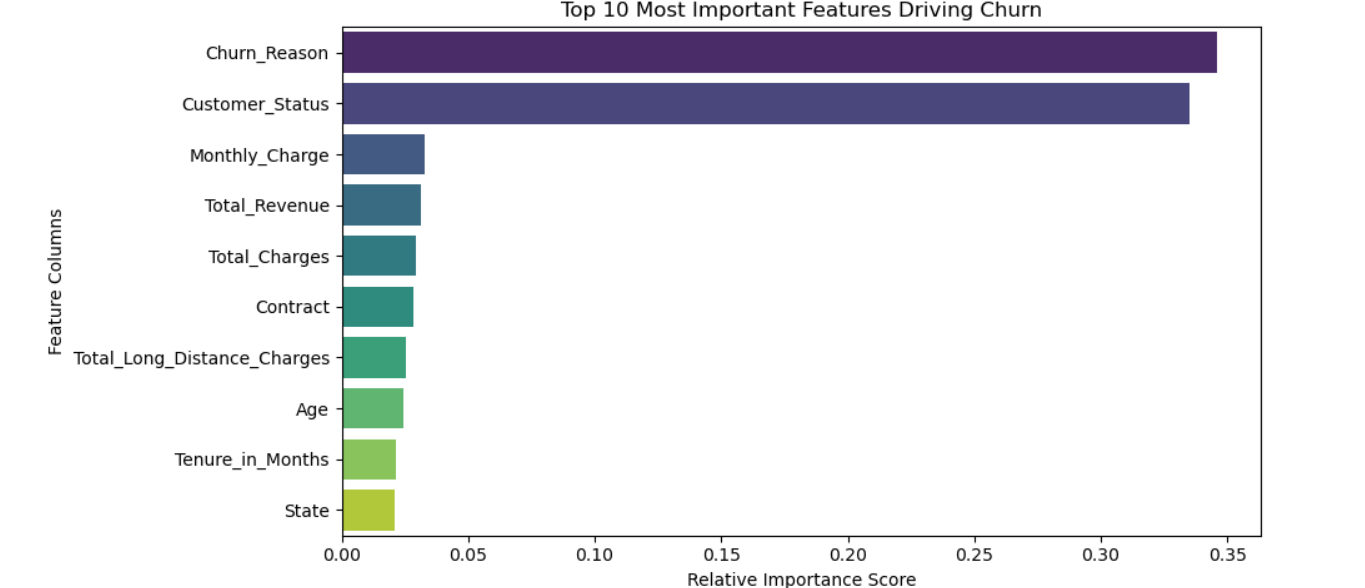 Top 10 Most Important Features Driving Churn
Churn_Reason
Customer_Status
Monthly_Charge
Total_Revenue
Total_Charges
Contract
Total_Long_Distance_Charges
Age
Tenure_in_Months
State
Feature Columns
0.00 0.05 0.10 0.15 0.20 0.25 0.30 0.35
Relative Importance Score